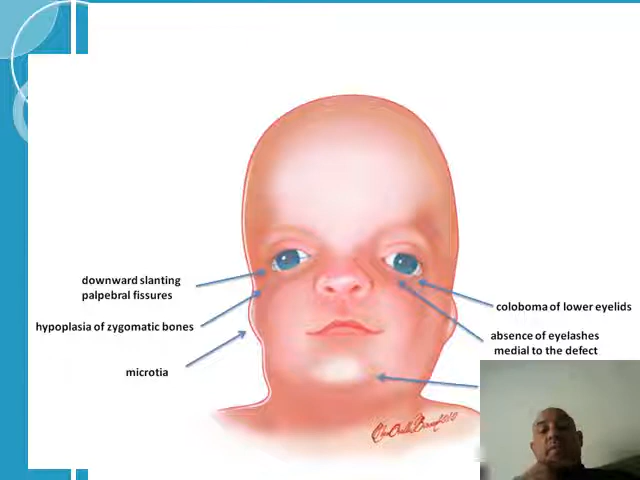 downward slanting
palpebral fissures
hypoplasia of zygomatic bones
microtia
coloboma of lower eyelids
absence of eyelashes
medial to the defect